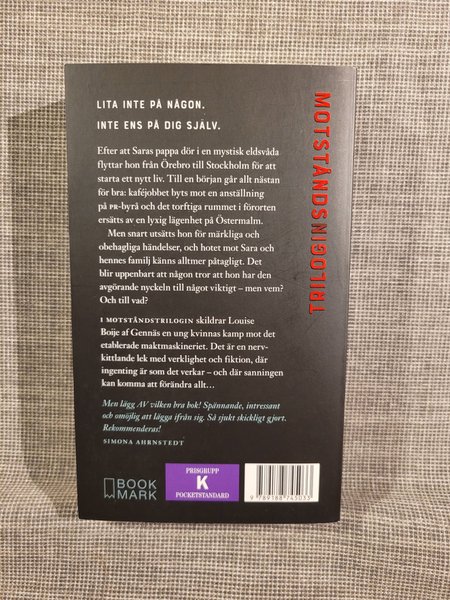 LITA INTE PÅ NÅGON.
INTE ENS PÅ DIG SJÄLV.
Efter att Saras pappa dör i en mystisk eldsvåda
flyttar hon från Örebro till Stockholm för att
starta ett nytt liv. Till en början går allt nästan
för bra: kaféjobbet byts mot en anställning
på PR-byrå och det torftiga rummet i förorten
ersätts av en lyxig lägenhet på Östermalm.
Men snart utsätts hon för märkliga och
obehagliga händelser, och hotet mot Sara och
hennes familj känns alltmer påtagligt. Det
blir uppenbart att någon tror att hon har den
avgörande nyckeln till något viktigt – men vem?
Och till vad?
I MOTSTÅNDSTRILOGIN skildrar Louise
Boije af Gennäs en ung kvinnas kamp mot det
etablerade maktmaskineriet. Det är en nerv-
kittlande lek med verklighet och fiktion, där
ingenting är som det verkar – och där sanningen
kan komma att förändra allt...
Men lägg AV vilken bra bok! Spännande, intressant
och omöjlig att lägga ifrån sig. Så sjukt skickligt gjort.
Rekommenderas!
SIMONA AHRNSTEDT
MOTSTÅNDSTRILOGIN
BOOK
MARK
PRISGRUPP
K
POCKETSTANDARD
9 789188 745033